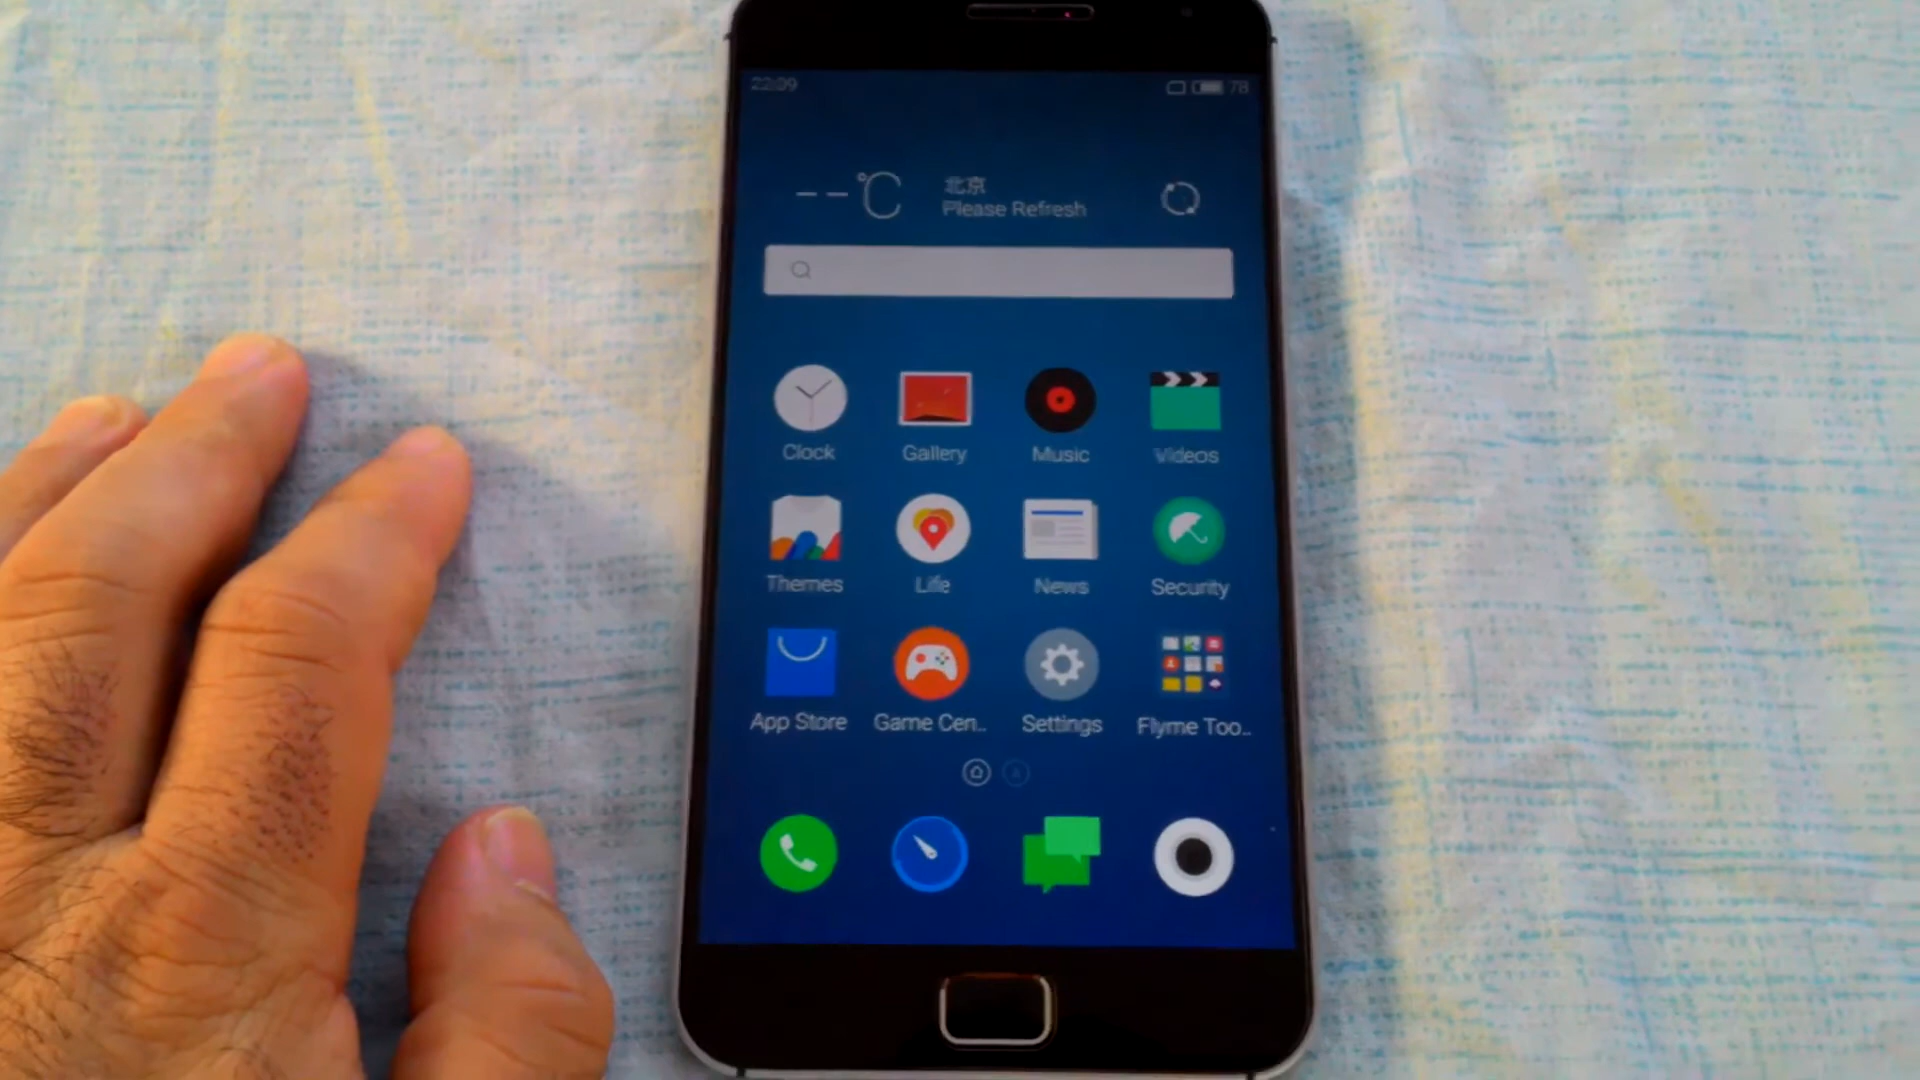 22:09 78
--°C 北京
Please Refresh
Clock Gallery Music Videos
Themes Life News Security
App Store Game Cen.. Settings Flyme Too..